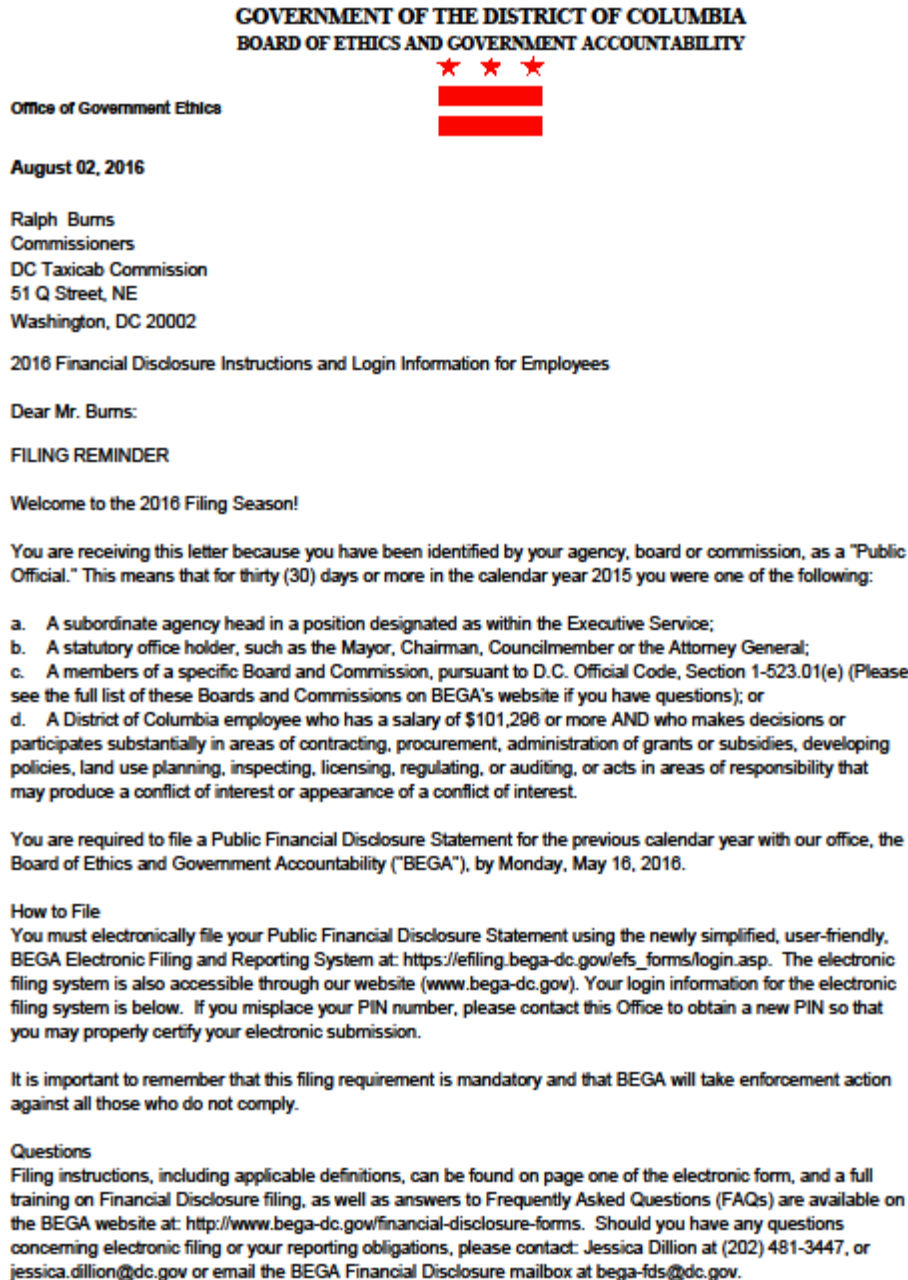 GOVERNMENT OF THE DISTRICT OF COLUMBIA
BOARD OF ETHICS AND GOVERNMENT ACCOUNTABILITY
Office of Government Ethics
August 02, 2016
Ralph Burns
Commissioners
DC Taxicab Commission
51 Q Street, NE
Washington, DC 20002
2016 Financial Disclosure Instructions and Login Information for Employees
Dear Mr. Burns:
FILING REMINDER
Welcome to the 2016 Filing Season!
You are receiving this letter because you have been identified by your agency, board or commission, as a "Public
Official." This means that for thirty (30) days or more in the calendar year 2015 you were one of the following:
a. A subordinate agency head in a position designated as within the Executive Service;
b. A statutory office holder, such as the Mayor, Chairman, Councilmember or the Attorney General;
c. A members of a specific Board and Commission, pursuant to D.C. Official Code, Section 1-523.01(e) (Please
see the full list of these Boards and Commissions on BEGA's website if you have questions); or
d. A District of Columbia employee who has a salary of $101,296 or more AND who makes decisions or
participates substantially in areas of contracting, procurement, administration of grants or subsidies, developing
policies, land use planning, inspecting, licensing, regulating, or auditing, or acts in areas of responsibility that
may produce a conflict of interest or appearance of a conflict of interest.
You are required to file a Public Financial Disclosure Statement for the previous calendar year with our office, the
Board of Ethics and Government Accountability ("BEGA"), by Monday, May 16, 2016.
How to File
You must electronically file your Public Financial Disclosure Statement using the newly simplified, user-friendly,
BEGA Electronic Filing and Reporting System at: https://efiling.bega-dc.gov/efs_forms/login.asp. The electronic
filing system is also accessible through our website (www.bega-dc.gov). Your login information for the electronic
filing system is below. If you misplace your PIN number, please contact this Office to obtain a new PIN so that
you may properly certify your electronic submission.
It is important to remember that this filing requirement is mandatory and that BEGA will take enforcement action
against all those who do not comply.
Questions
Filing instructions, including applicable definitions, can be found on page one of the electronic form, and a full
training on Financial Disclosure filing, as well as answers to Frequently Asked Questions (FAQs) are available on
the BEGA website at: http://www.bega-dc.gov/financial-disclosure-forms. Should you have any questions
concerning electronic filing or your reporting obligations, please contact: Jessica Dillion at (202) 481-3447, or
jessica.dillion@dc.gov or email the BEGA Financial Disclosure mailbox at bega-fds@dc.gov.